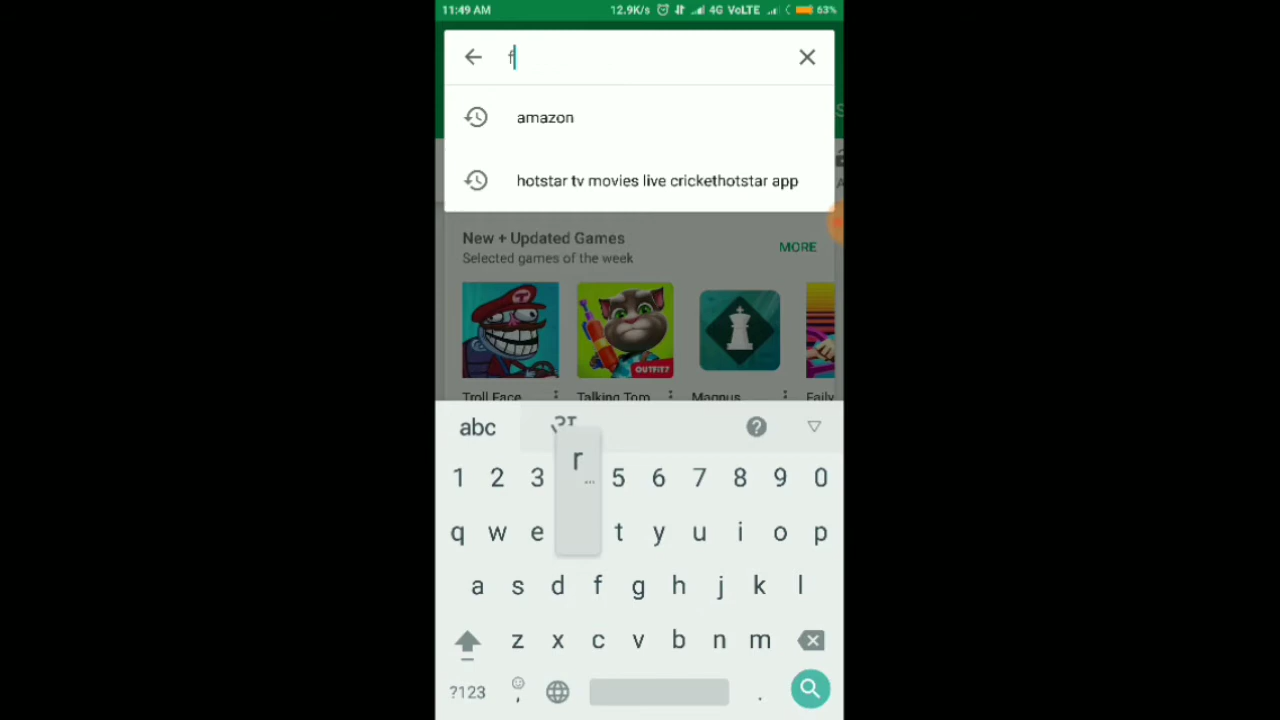 11:49 AM 12.9K/s 4G VoLTE 63%
f
amazon
hotstar tv movies live crickethotstar app
New + Updated Games
MORE
Selected games of the week
T
OUTFIT7
Troll Face Talking Tom Magnus
abc ?
r
1 2 3 5 6 7 8 9 0
q w e t y u i o p
a s d f g h j k l
z x c v b n m
?123 , .